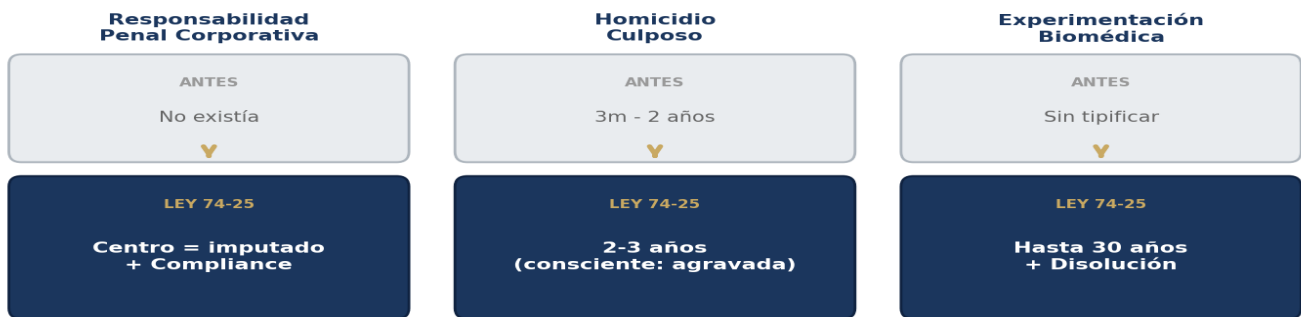 Responsabilidad
Penal Corporativa
ANTES
No existía
LEY 74-25
Centro = imputado
+ Compliance
Homicidio
Culposo
ANTES
3m - 2 años
LEY 74-25
2-3 años
(consciente: agravada)
Experimentación
Biomédica
ANTES
Sin tipificar
LEY 74-25
Hasta 30 años
+ Disolución